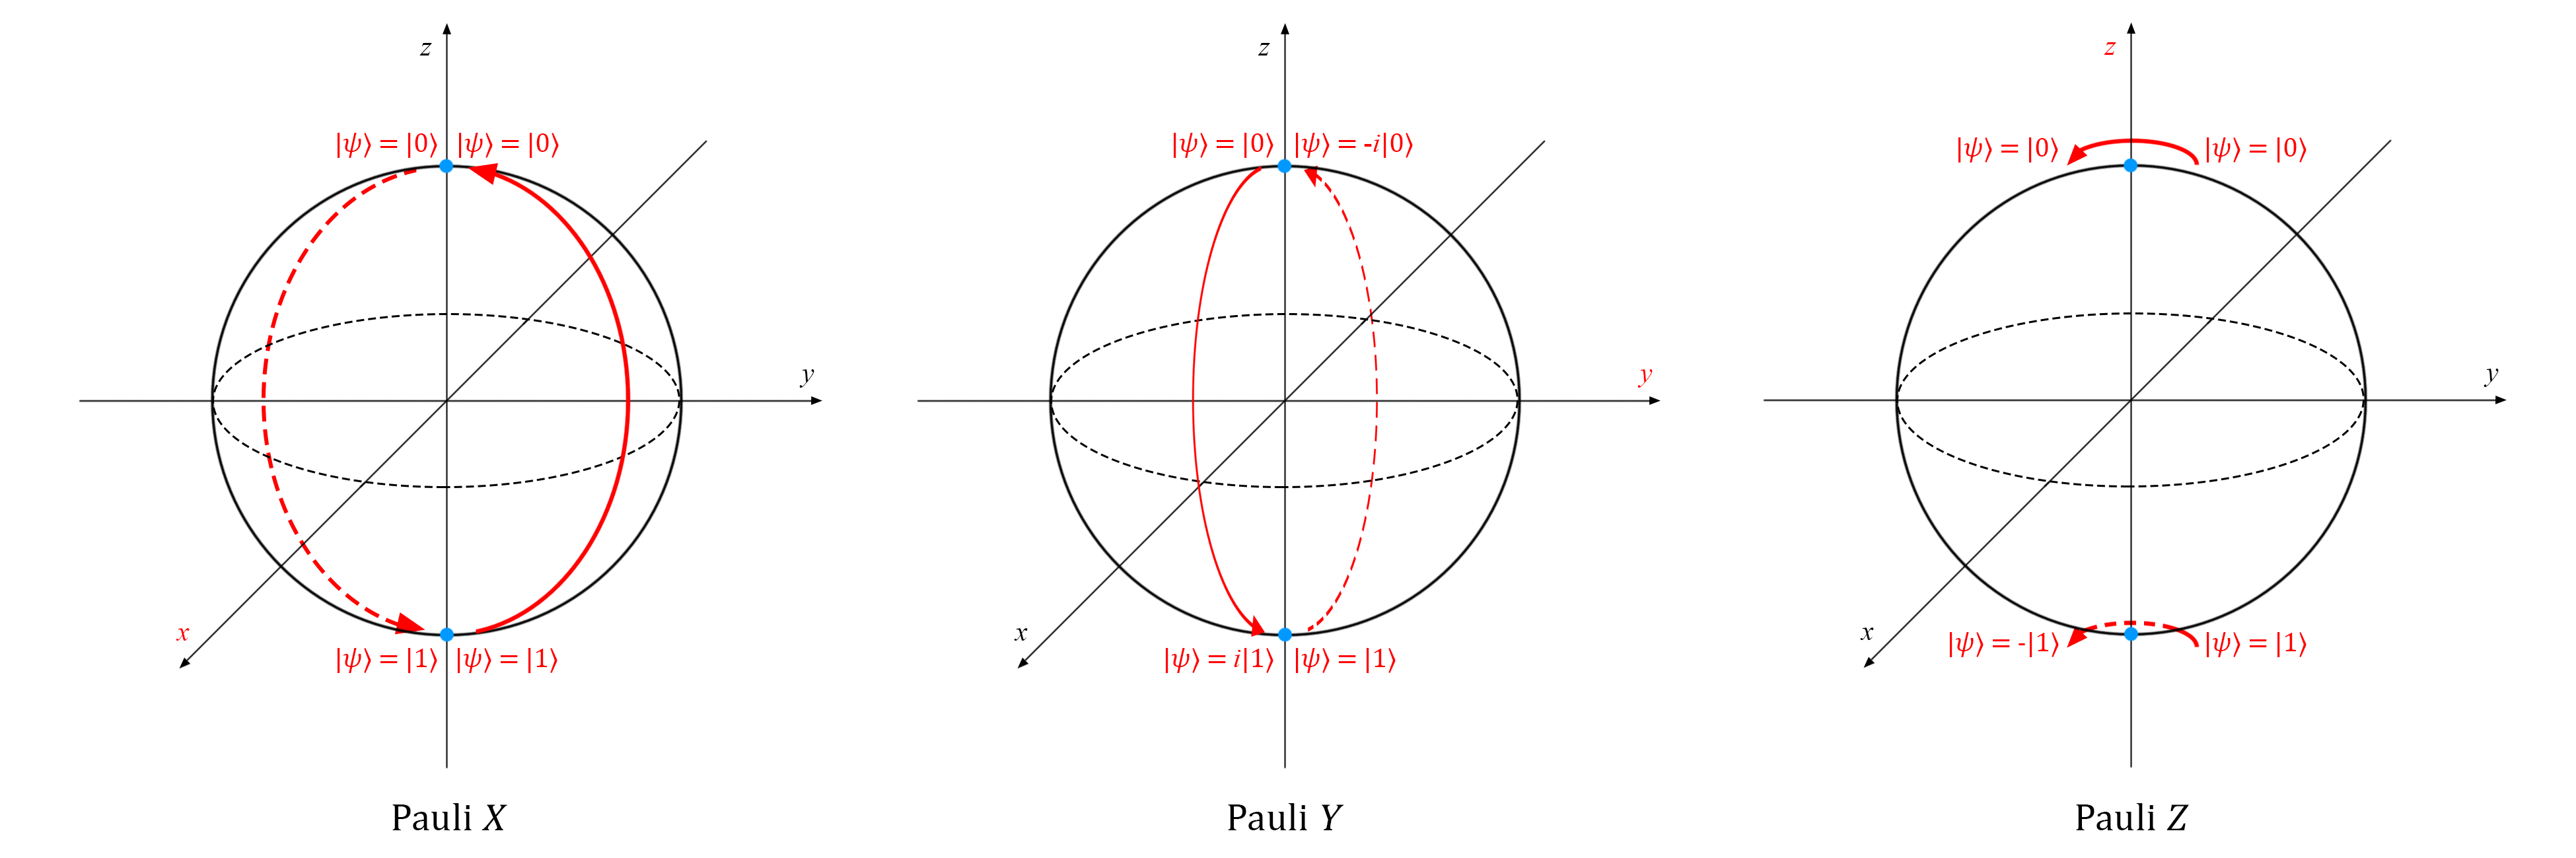 z
|ψ⟩ = |0⟩ |ψ⟩ = |0⟩
y
x
|ψ⟩ = |1⟩ |ψ⟩ = |1⟩
Pauli X
z
|ψ⟩ = |0⟩ |ψ⟩ = -i|0⟩
y
x
|ψ⟩ = i|1⟩ |ψ⟩ = |1⟩
Pauli Y
z
|ψ⟩ = |0⟩ |ψ⟩ = |0⟩
y
x
|ψ⟩ = -|1⟩ |ψ⟩ = |1⟩
Pauli Z